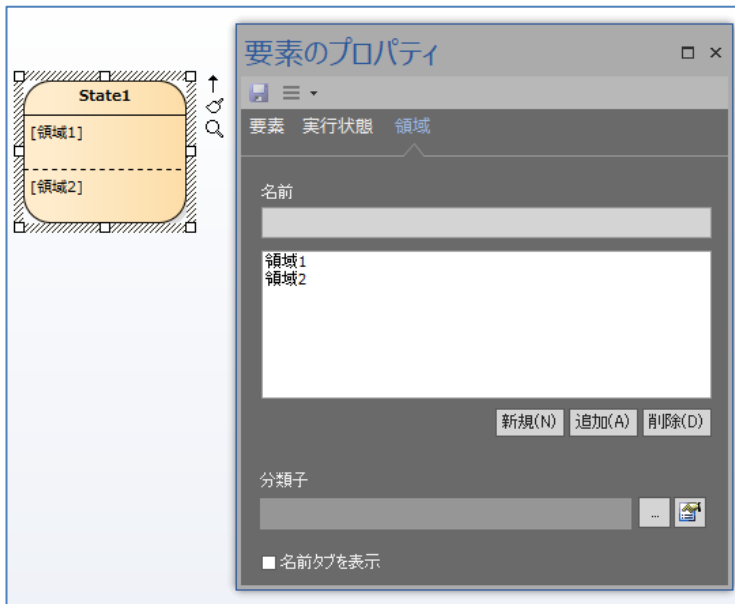 State1
[領域1]
[領域2]
要素のプロパティ
要素 実行状態 領域
名前
領域1
領域2
新規(N) 追加(A) 削除(D)
分類子
...
名前タブを表示